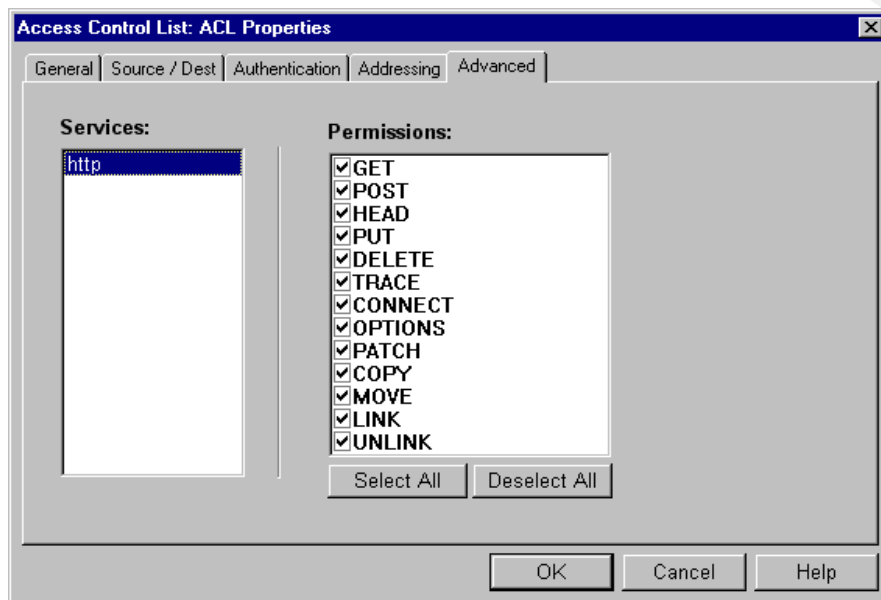 Access Control List: ACL Properties
General Source / Dest Authentication Addressing Advanced
Services:
http
Permissions:
GET
POST
HEAD
PUT
DELETE
TRACE
CONNECT
OPTIONS
PATCH
COPY
MOVE
LINK
UNLINK
Select All Deselect All
OK Cancel Help